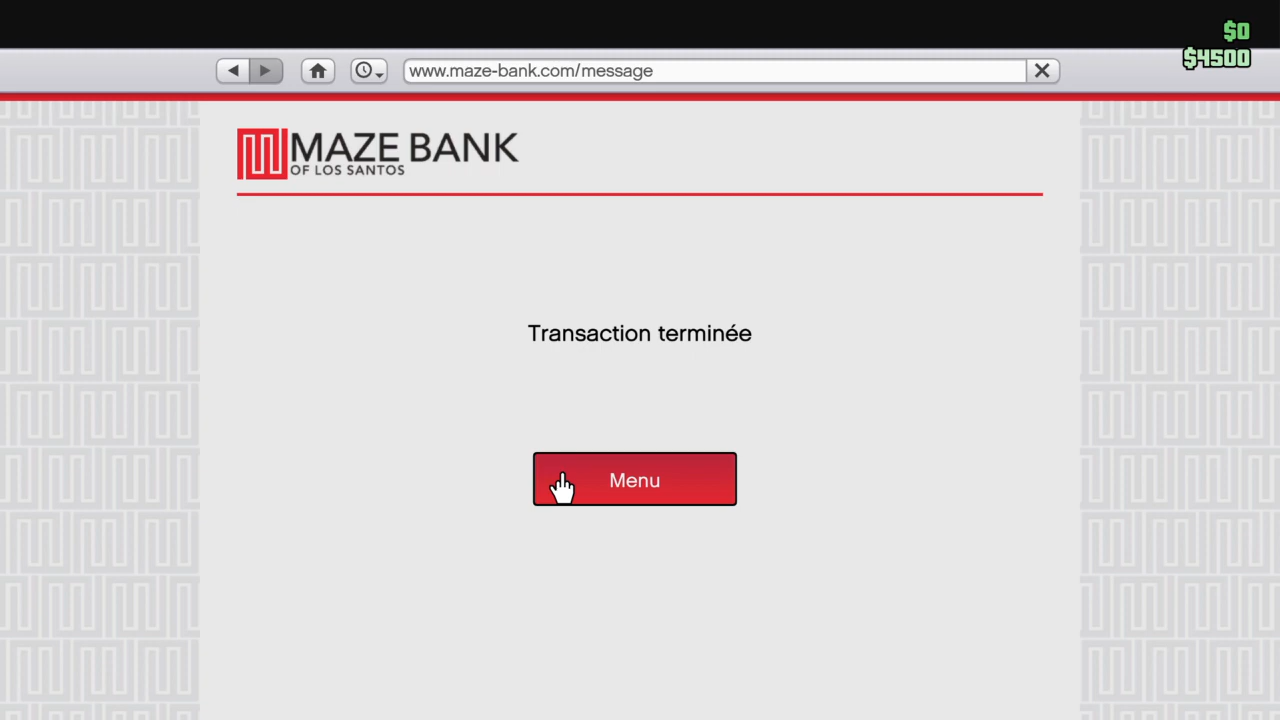 $0
$4500
www.maze-bank.com/message
MAZE BANK
OF LOS SANTOS
Transaction terminée
Menu